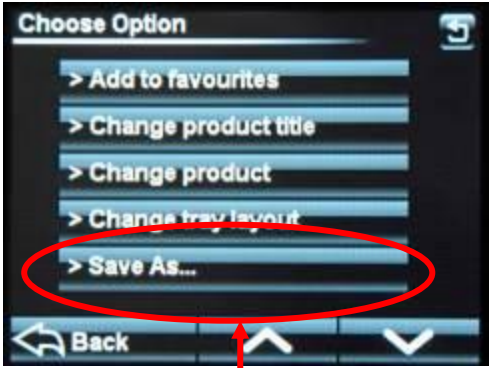 Choose Option
> Add to favourites
> Change product title
> Change product
> Change tray layout
> Save As...
Back